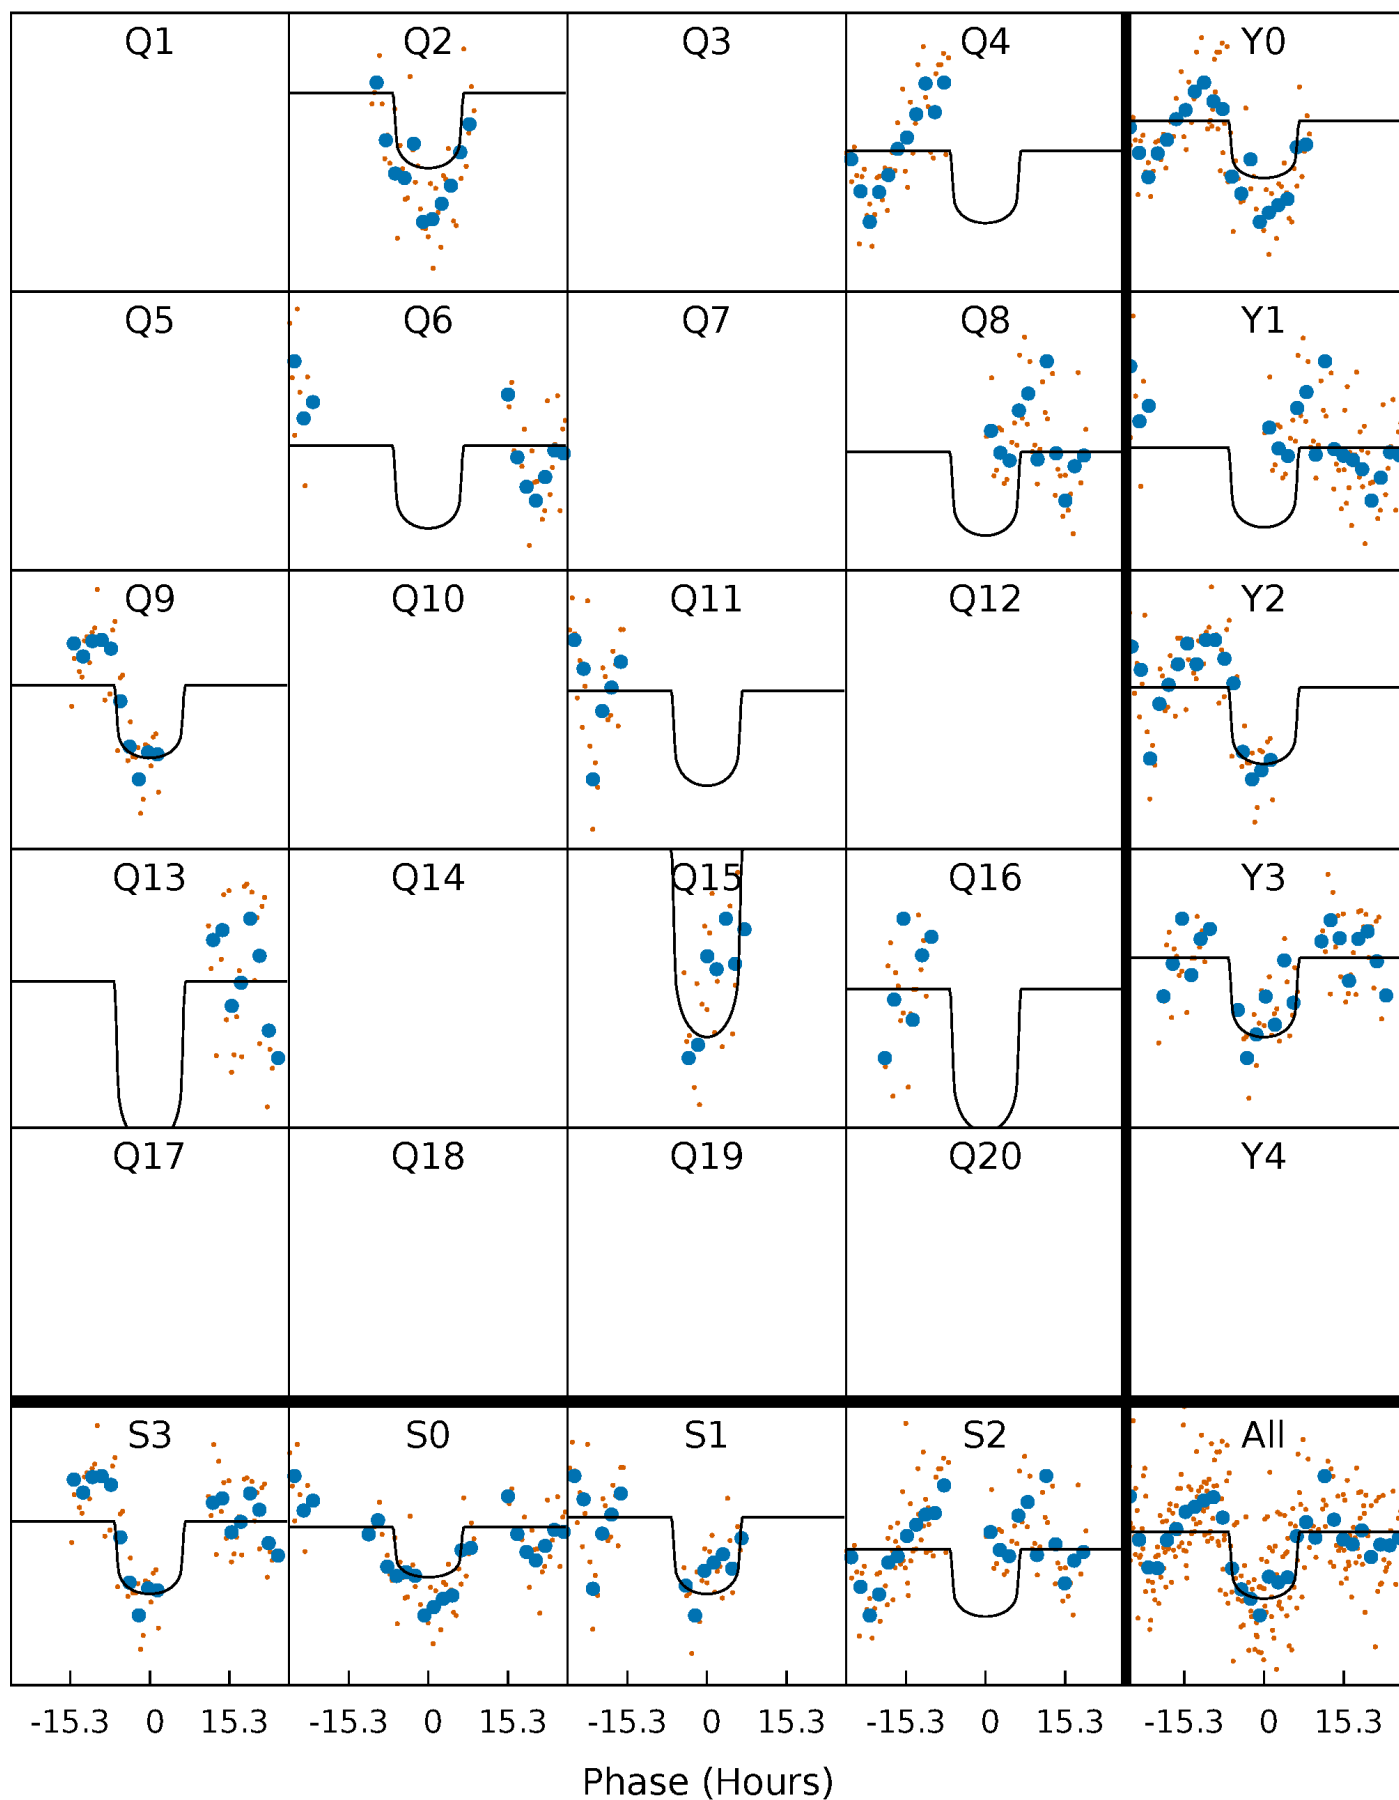 Q1 Q2 Q3 Q4 Y0
Q5 Q6 Q7 Q8 Y1
Q9 Q10 Q11 Q12 Y2
Q13 Q14 Q15 Q16 Y3
Q17 Q18 Q19 Q20 Y4
S3 S0 S1 S2 All
-15.3 0 15.3 -15.3 0 15.3 -15.3 0 15.3 -15.3 0 15.3 -15.3 0 15.3
Phase (Hours)